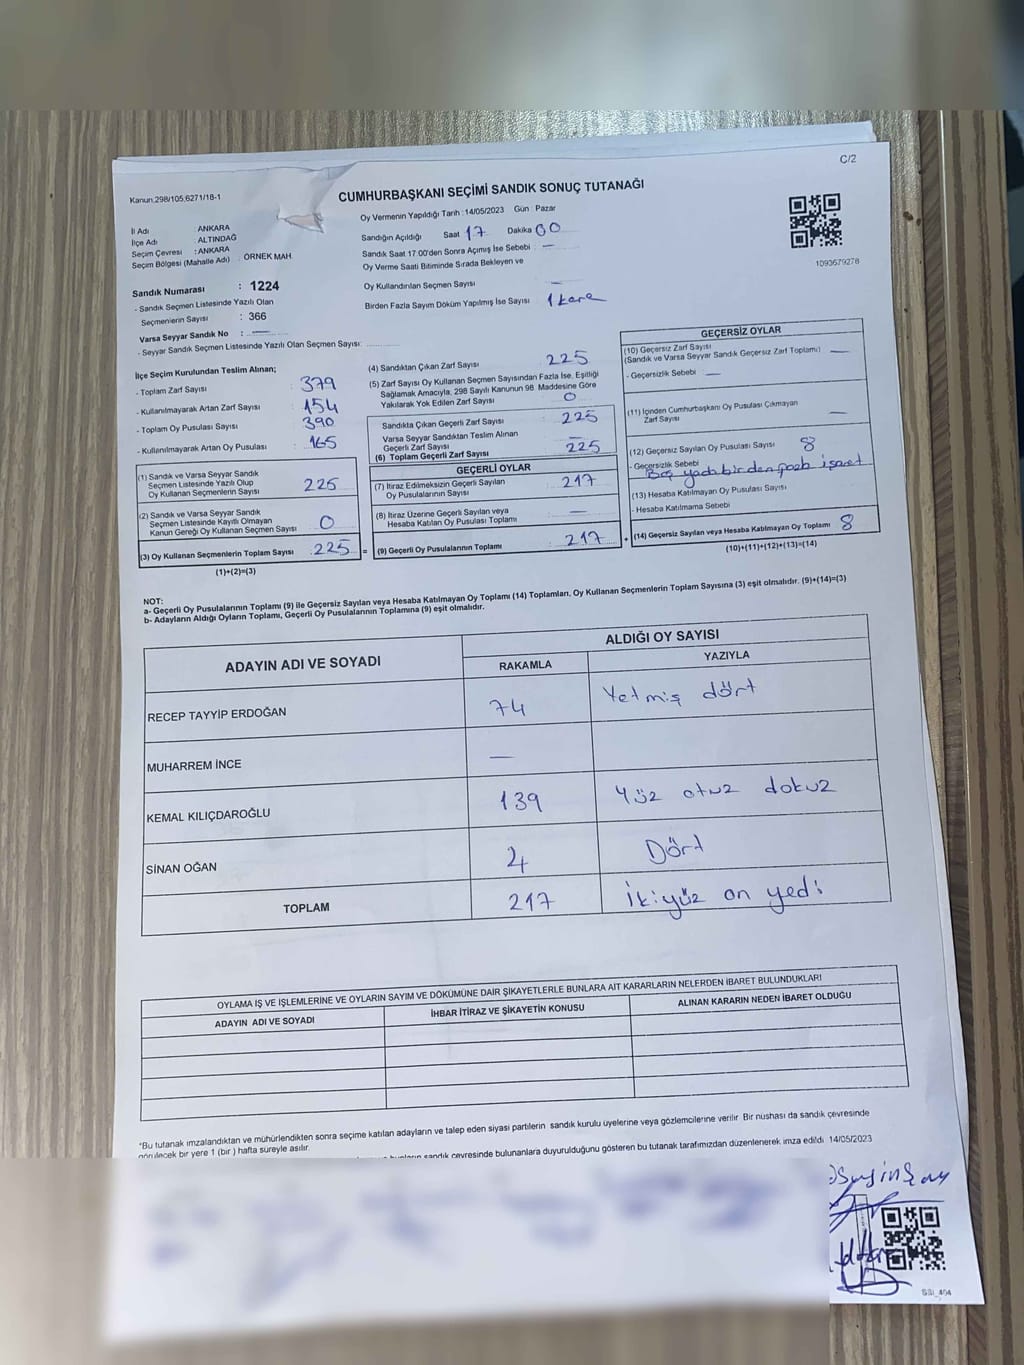 C/2
Kanun,298/105,6271/18-1
CUMHURBAŞKANI SEÇİMİ SANDIK SONUÇ TUTANAĞI
Oy Vermenin Yapıldığı Tarih :14/05/2023 Gün : Pazar
İl Adı : ANKARA
İlçe Adı : ALTINDAĞ
Seçim Çevresi : ANKARA
Seçim Bölgesi (Mahalle Adı) : ÖRNEK MAH.
Sandığın Açıldığı Saat 17 Dakika 00
Sandık Saat 17:00'den Sonra Açımış İse Sebebi : —
Oy Verme Saati Bitiminde Sırada Bekleyen ve
Oy Kullandırılan Seçmen Sayısı —
Birden Fazla Sayım Döküm Yapılmış İse Sayısı 1 kere
1093679278
Sandık Numarası : 1224
- Sandık Seçmen Listesinde Yazılı Olan
Seçmenlerin Sayısı : 366
Varsa Seyyar Sandık No : —
- Seyyar Sandık Seçmen Listesinde Yazılı Olan Seçmen Sayısı:
İlçe Seçim Kurulundan Teslim Alınan;
- Toplam Zarf Sayısı : 379
- Kullanılmayarak Artan Zarf Sayısı : 154
- Toplam Oy Pusulası Sayısı : 390
- Kullanılmayarak Artan Oy Pusulası : 165
(1) Sandık ve Varsa Seyyar Sandık
Seçmen Listesinde Yazılı Olup
Oy Kullanan Seçmenlerin Sayısı 225
(2) Sandık ve Varsa Seyyar Sandık
Seçmen Listesinde Kayıtlı Olmayan
Kanun Gereği Oy Kullanan Seçmen Sayısı 0
(3) Oy Kullanan Seçmenlerin Toplam Sayısı 225 =
(1)+(2)=(3)
(4) Sandıktan Çıkan Zarf Sayısı 225
(5) Zarf Sayısı Oy Kullanan Seçmen Sayısından Fazla İse, Eşitliği
Sağlamak Amacıyla, 298 Sayılı Kanunun 98. Maddesine Göre
Yakılarak Yok Edilen Zarf Sayısı 0
Sandıkta Çıkan Geçerli Zarf Sayısı 225
Varsa Seyyar Sandıktan Teslim Alınan
Geçerli Zarf Sayısı —
(6) Toplam Geçerli Zarf Sayısı 225
GEÇERLİ OYLAR
(7) İtiraz Edilmeksizin Geçerli Sayılan
Oy Pusulalarının Sayısı 217
(8) İtiraz Üzerine Geçerli Sayılan veya
Hesaba Katılan Oy Pusulası Toplamı —
(9) Geçerli Oy Pusulalarının Toplamı 217 +
GEÇERSİZ OYLAR
(10) Geçersiz Zarf Sayısı
(Sandık ve Varsa Seyyar Sandık Geçersiz Zarf Toplamı) —
- Geçersizlik Sebebi —
(11) İçinden Cumhurbaşkanı Oy Pusulası Çıkmayan
Zarf Sayısı —
(12) Geçersiz Sayılan Oy Pusulası Sayısı 8
- Geçersizlik Sebebi
Boş yada birden fazla işaret
(13) Hesaba Katılmayan Oy Pusulası Sayısı
- Hesaba Katılmama Sebebi
(14) Geçersiz Sayılan veya Hesaba Katılmayan Oy Toplamı 8
(10)+(11)+(12)+(13)=(14)
NOT:
a- Geçerli Oy Pusulalarının Toplamı (9) ile Geçersiz Sayılan veya Hesaba Katılmayan Oy Toplamı (14) Toplamları, Oy Kullanan Seçmenlerin Toplam Sayısına (3) eşit olmalıdır. (9)+(14)=(3)
b- Adayların Aldığı Oyların Toplamı, Geçerli Oy Pusulalarının Toplamına (9) eşit olmalıdır.
ADAYIN ADI VE SOYADI
ALDIĞI OY SAYISI
RAKAMLA YAZIYLA
RECEP TAYYİP ERDOĞAN 74 Yetmiş dört
MUHARREM İNCE —
KEMAL KILIÇDAROĞLU 139 Yüz otuz dokuz
SİNAN OĞAN 4 Dört
TOPLAM 217 İkiyüz on yedi
OYLAMA İŞ VE İŞLEMLERİNE VE OYLARIN SAYIM VE DÖKÜMÜNE DAİR ŞİKAYETLERLE BUNLARA AİT KARARLARIN NELERDEN İBARET BULUNDUKLARI
ADAYIN ADI VE SOYADI İHBAR İTİRAZ VE ŞİKAYETİN KONUSU ALINAN KARARIN NEDEN İBARET OLDUĞU
*Bu tutanak imzalandıktan ve mühürlendikten sonra seçime katılan adayların ve talep eden siyasi partilerin sandık kurulu üyelerine veya gözlemcilerine verilir. Bir nüshası da sandık çevresinde
görülecek bir yere 1 (bir) hafta süreyle asılır.
sandık çevresinde bulunanlara duyurulduğunu gösteren bu tutanak tarafımızdan düzenlenerek imza edildi. 14/05/2023